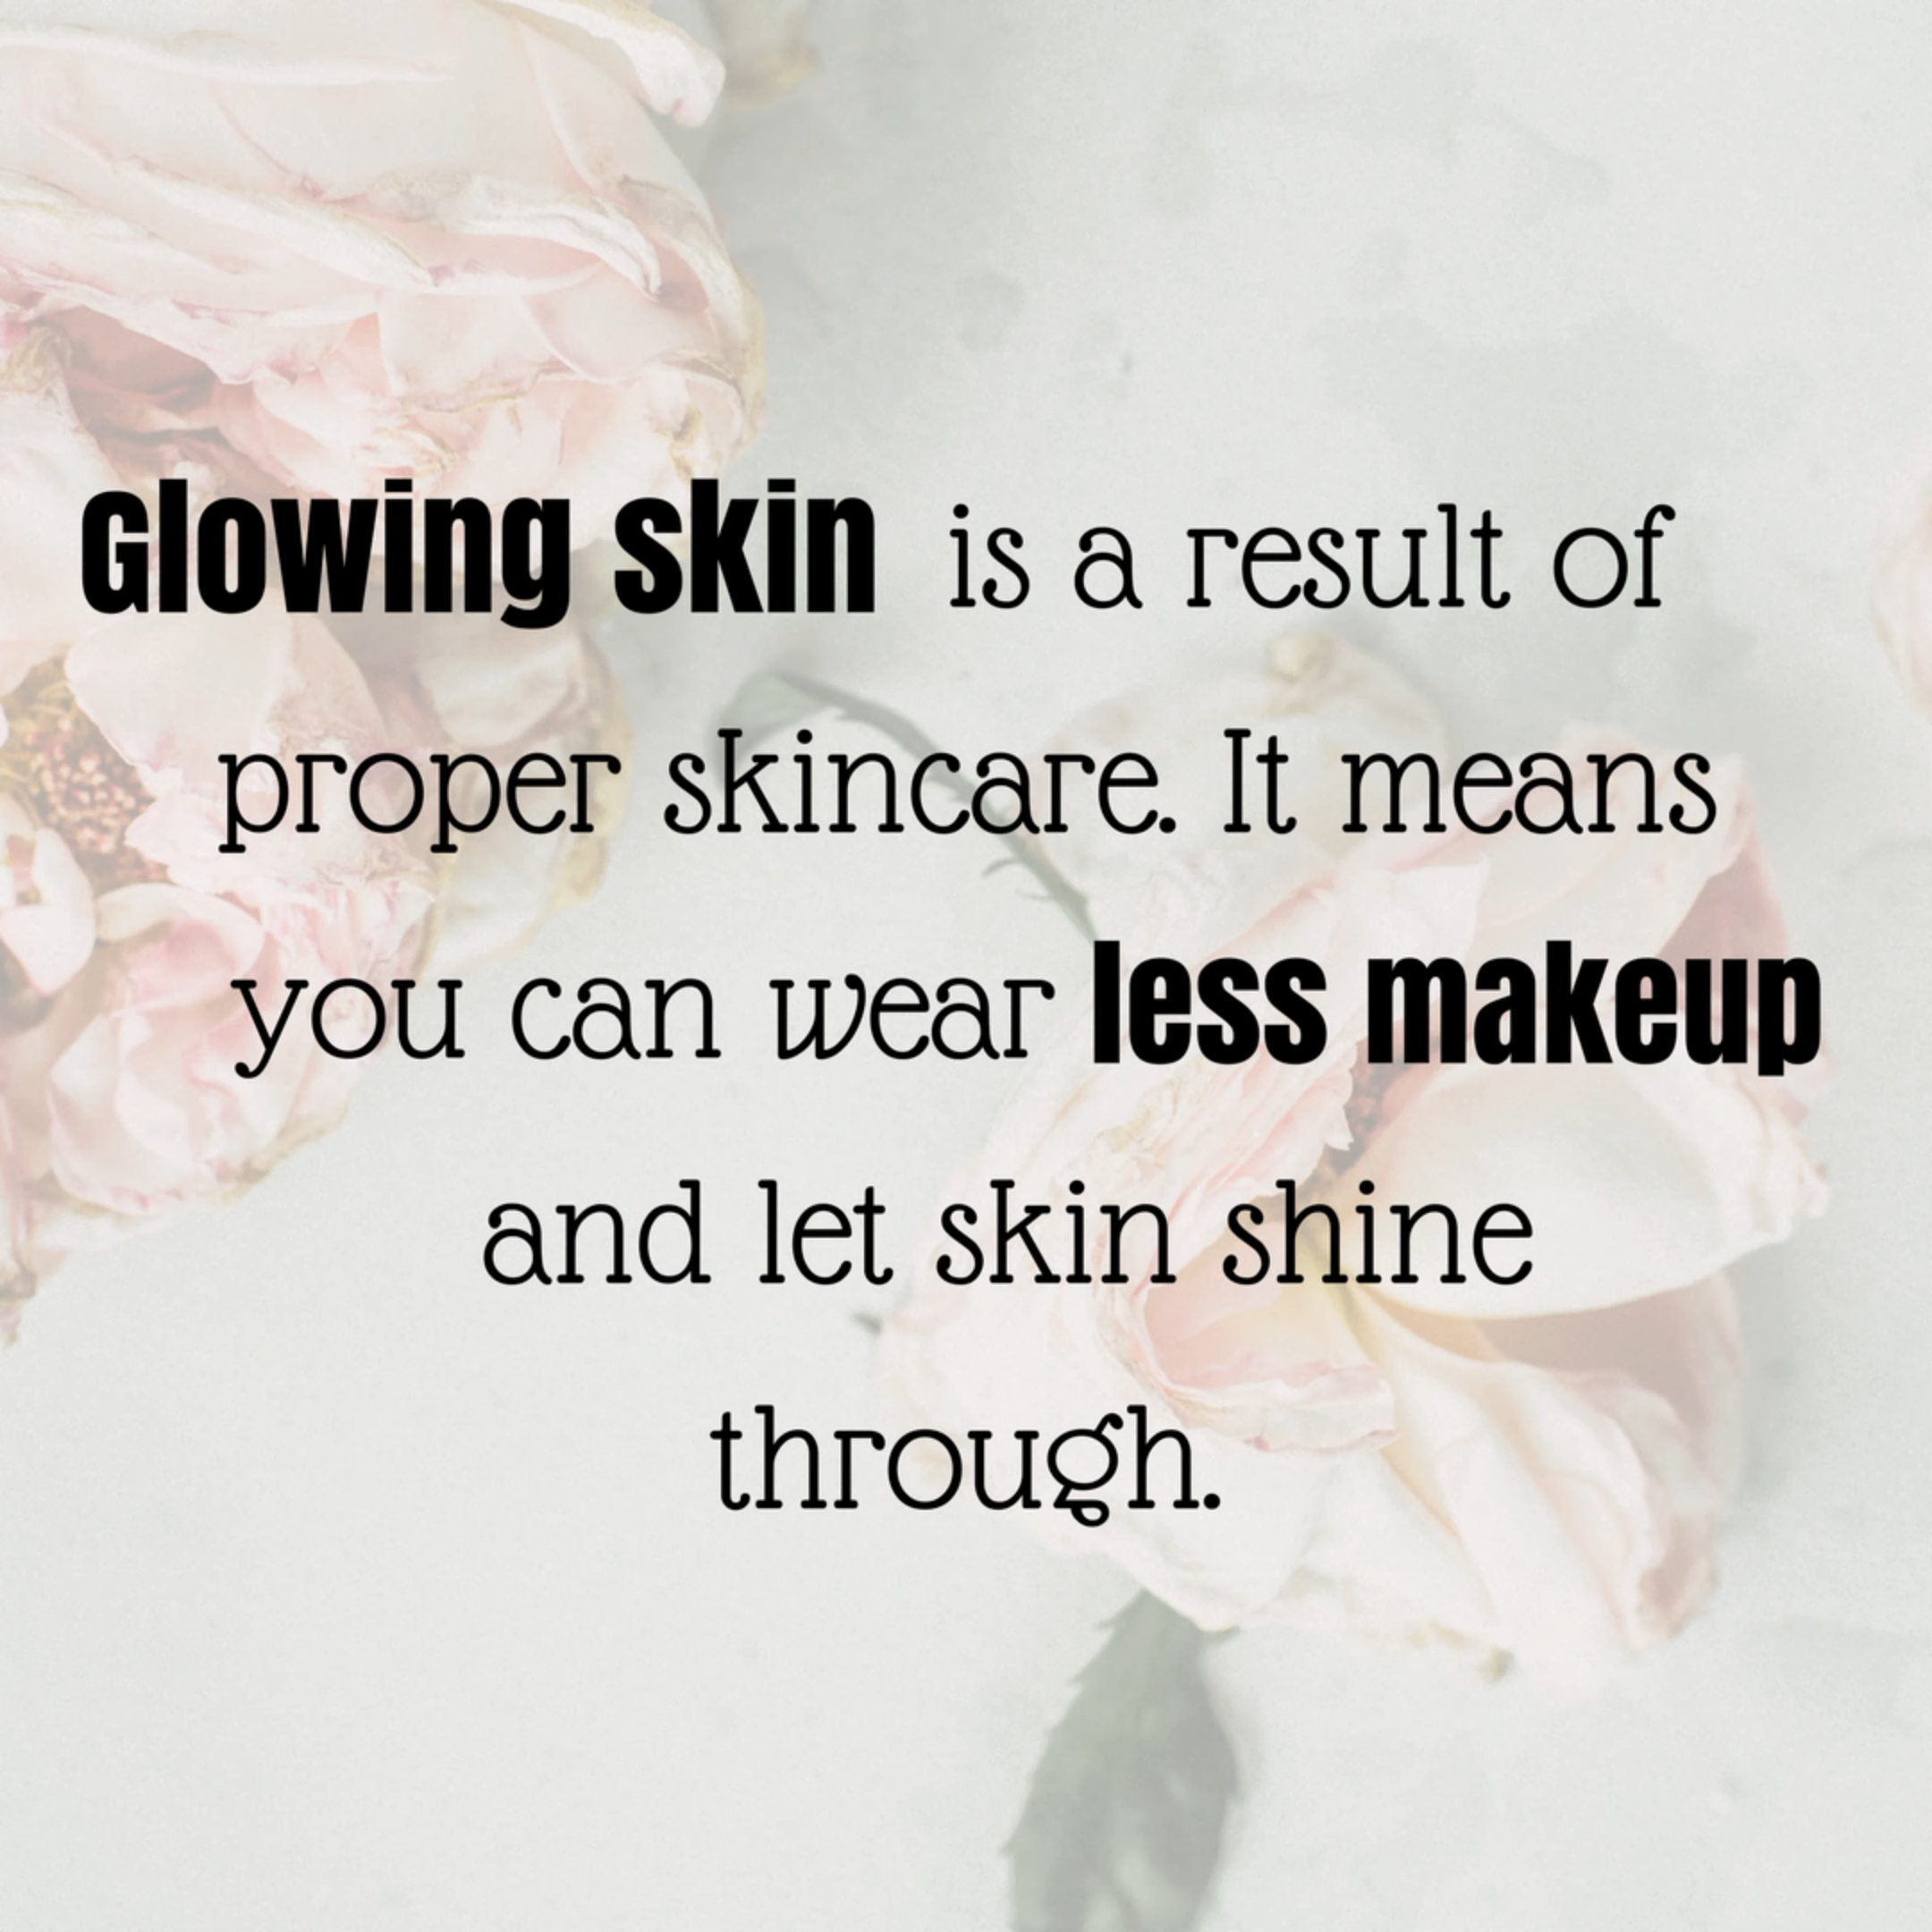 Glowing skin is a result of
proper skincare. It means
you can wear less makeup
and let skin shine
through.